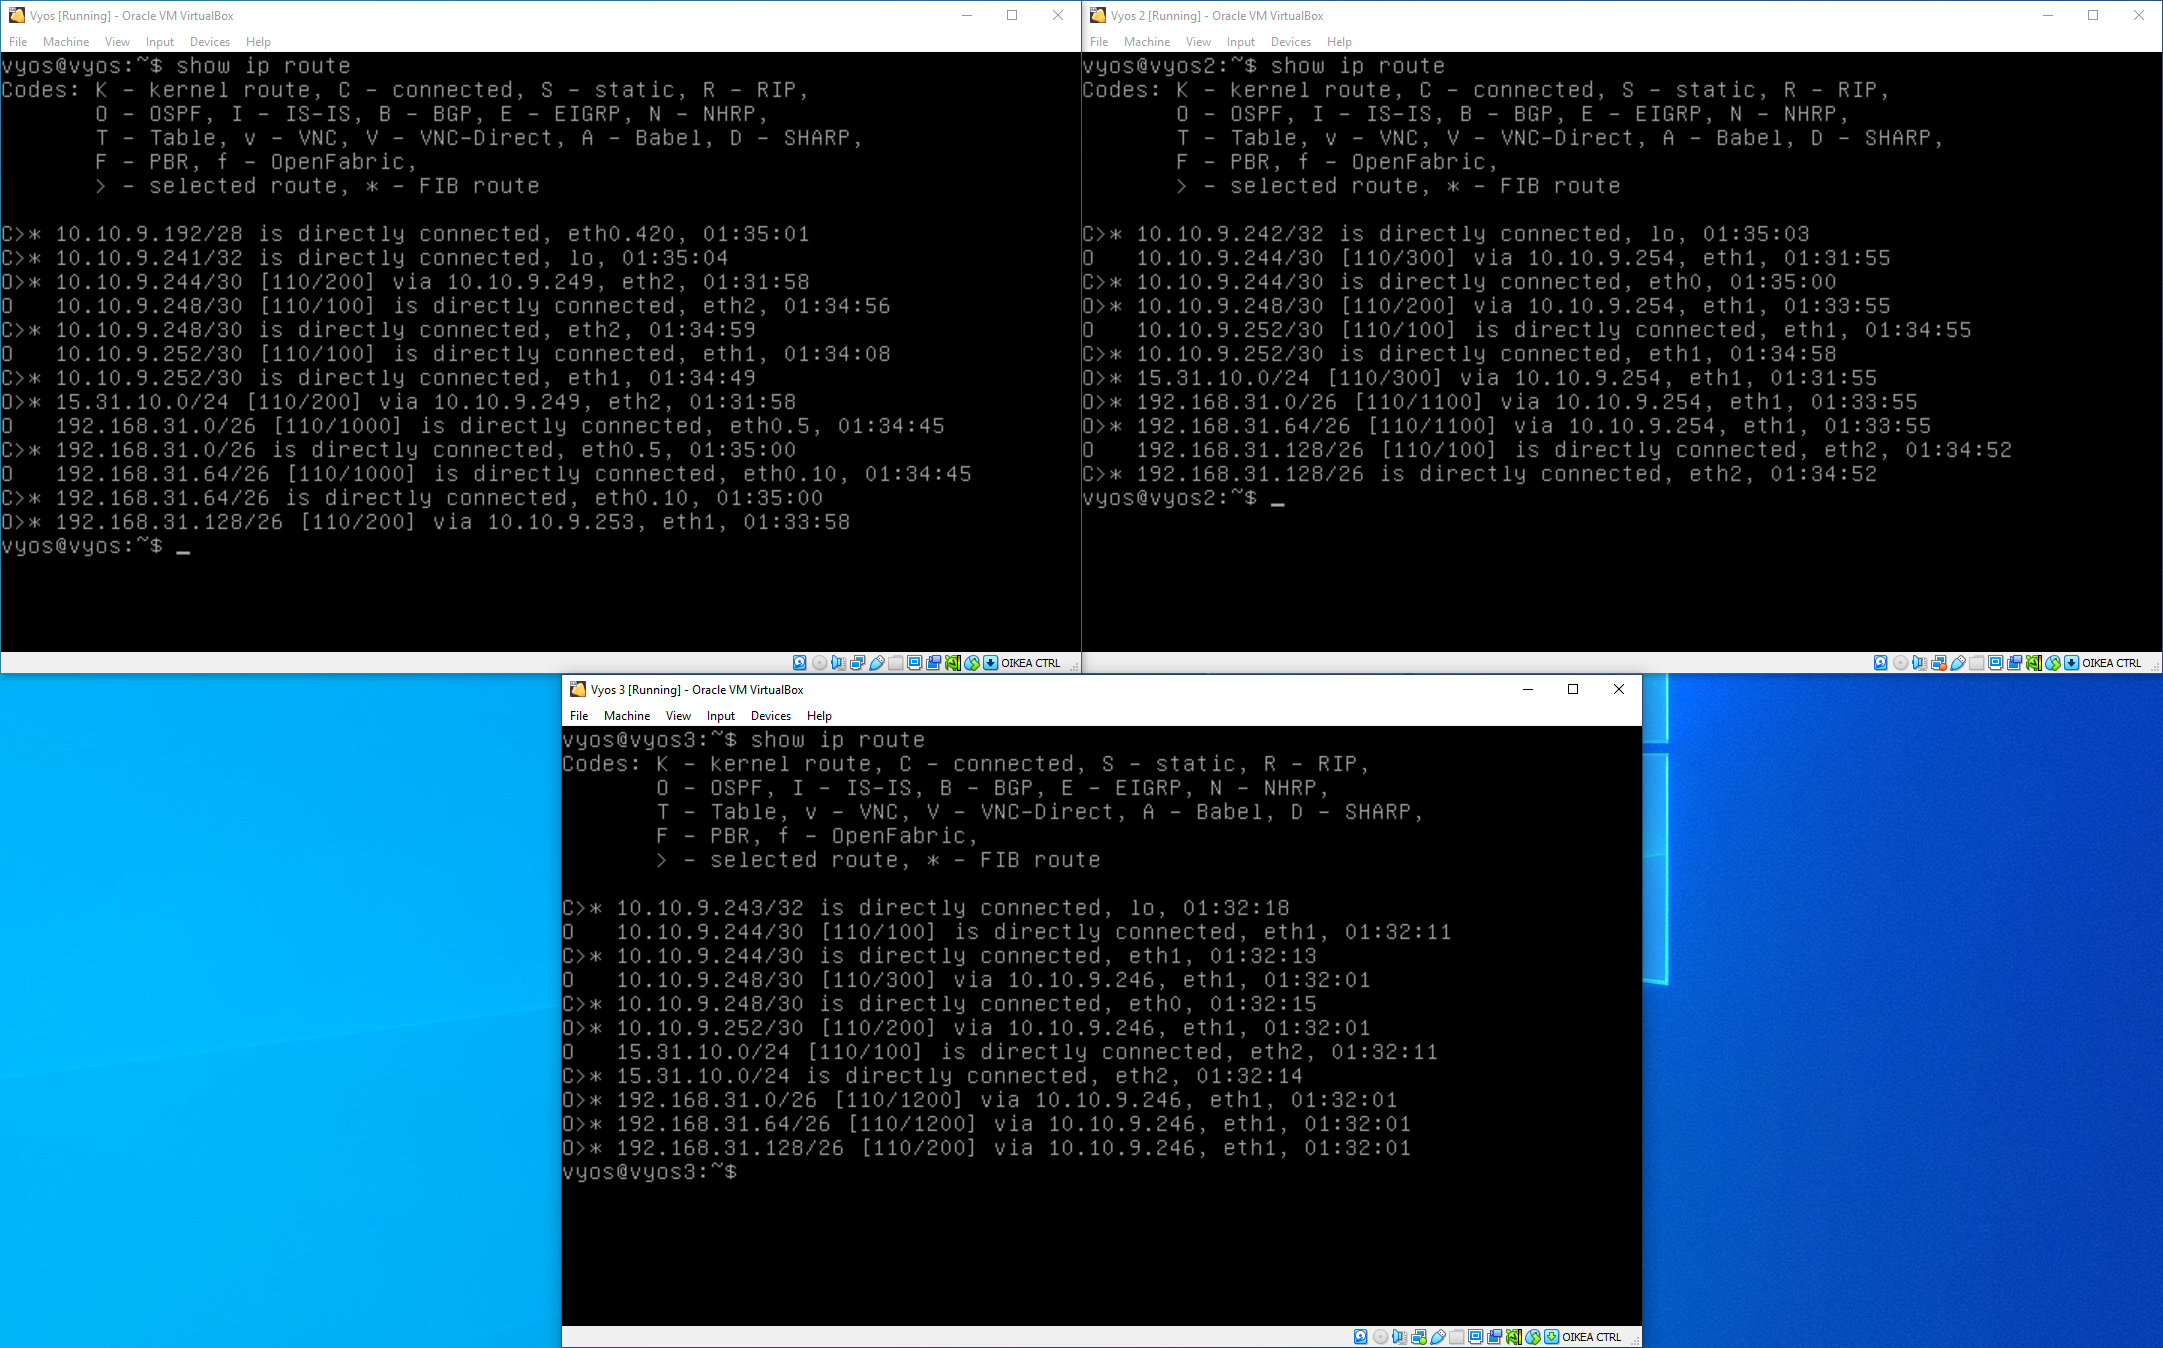 Vyos [Running] - Oracle VM VirtualBox
File Machine View Input Devices Help
vyos@vyos:~$ show ip route
Codes: K - kernel route, C - connected, S - static, R - RIP,
       O - OSPF, I - IS-IS, B - BGP, E - EIGRP, N - NHRP,
       T - Table, v - VNC, V - VNC-Direct, A - Babel, D - SHARP,
       F - PBR, f - OpenFabric,
       > - selected route, * - FIB route
C>* 10.10.9.192/28 is directly connected, eth0.420, 01:35:01
C>* 10.10.9.241/32 is directly connected, lo, 01:35:04
O>* 10.10.9.244/30 [110/200] via 10.10.9.249, eth2, 01:31:58
O   10.10.9.248/30 [110/100] is directly connected, eth2, 01:34:56
C>* 10.10.9.248/30 is directly connected, eth2, 01:34:59
O   10.10.9.252/30 [110/100] is directly connected, eth1, 01:34:08
C>* 10.10.9.252/30 is directly connected, eth1, 01:34:49
O>* 15.31.10.0/24 [110/200] via 10.10.9.249, eth2, 01:31:58
O   192.168.31.0/26 [110/1000] is directly connected, eth0.5, 01:34:45
C>* 192.168.31.0/26 is directly connected, eth0.5, 01:35:00
O   192.168.31.64/26 [110/1000] is directly connected, eth0.10, 01:34:45
C>* 192.168.31.64/26 is directly connected, eth0.10, 01:35:00
O>* 192.168.31.128/26 [110/200] via 10.10.9.253, eth1, 01:33:58
vyos@vyos:~$ _
OIKEA CTRL
Vyos 2 [Running] - Oracle VM VirtualBox
File Machine View Input Devices Help
vyos@vyos2:~$ show ip route
Codes: K - kernel route, C - connected, S - static, R - RIP,
       O - OSPF, I - IS-IS, B - BGP, E - EIGRP, N - NHRP,
       T - Table, v - VNC, V - VNC-Direct, A - Babel, D - SHARP,
       F - PBR, f - OpenFabric,
       > - selected route, * - FIB route
C>* 10.10.9.242/32 is directly connected, lo, 01:35:03
O   10.10.9.244/30 [110/300] via 10.10.9.254, eth1, 01:31:55
C>* 10.10.9.244/30 is directly connected, eth0, 01:35:00
O>* 10.10.9.248/30 [110/200] via 10.10.9.254, eth1, 01:33:55
O   10.10.9.252/30 [110/100] is directly connected, eth1, 01:34:55
C>* 10.10.9.252/30 is directly connected, eth1, 01:34:58
O>* 15.31.10.0/24 [110/300] via 10.10.9.254, eth1, 01:31:55
O>* 192.168.31.0/26 [110/1100] via 10.10.9.254, eth1, 01:33:55
O>* 192.168.31.64/26 [110/1100] via 10.10.9.254, eth1, 01:33:55
O   192.168.31.128/26 [110/100] is directly connected, eth2, 01:34:52
C>* 192.168.31.128/26 is directly connected, eth2, 01:34:52
vyos@vyos2:~$ _
OIKEA CTRL
Vyos 3 [Running] - Oracle VM VirtualBox
File Machine View Input Devices Help
vyos@vyos3:~$ show ip route
Codes: K - kernel route, C - connected, S - static, R - RIP,
       O - OSPF, I - IS-IS, B - BGP, E - EIGRP, N - NHRP,
       T - Table, v - VNC, V - VNC-Direct, A - Babel, D - SHARP,
       F - PBR, f - OpenFabric,
       > - selected route, * - FIB route
C>* 10.10.9.243/32 is directly connected, lo, 01:32:18
O   10.10.9.244/30 [110/100] is directly connected, eth1, 01:32:11
C>* 10.10.9.244/30 is directly connected, eth1, 01:32:13
O   10.10.9.248/30 [110/300] via 10.10.9.246, eth1, 01:32:01
C>* 10.10.9.248/30 is directly connected, eth0, 01:32:15
O>* 10.10.9.252/30 [110/200] via 10.10.9.246, eth1, 01:32:01
O   15.31.10.0/24 [110/100] is directly connected, eth2, 01:32:11
C>* 15.31.10.0/24 is directly connected, eth2, 01:32:14
O>* 192.168.31.0/26 [110/1200] via 10.10.9.246, eth1, 01:32:01
O>* 192.168.31.64/26 [110/1200] via 10.10.9.246, eth1, 01:32:01
O>* 192.168.31.128/26 [110/200] via 10.10.9.246, eth1, 01:32:01
vyos@vyos3:~$
OIKEA CTRL